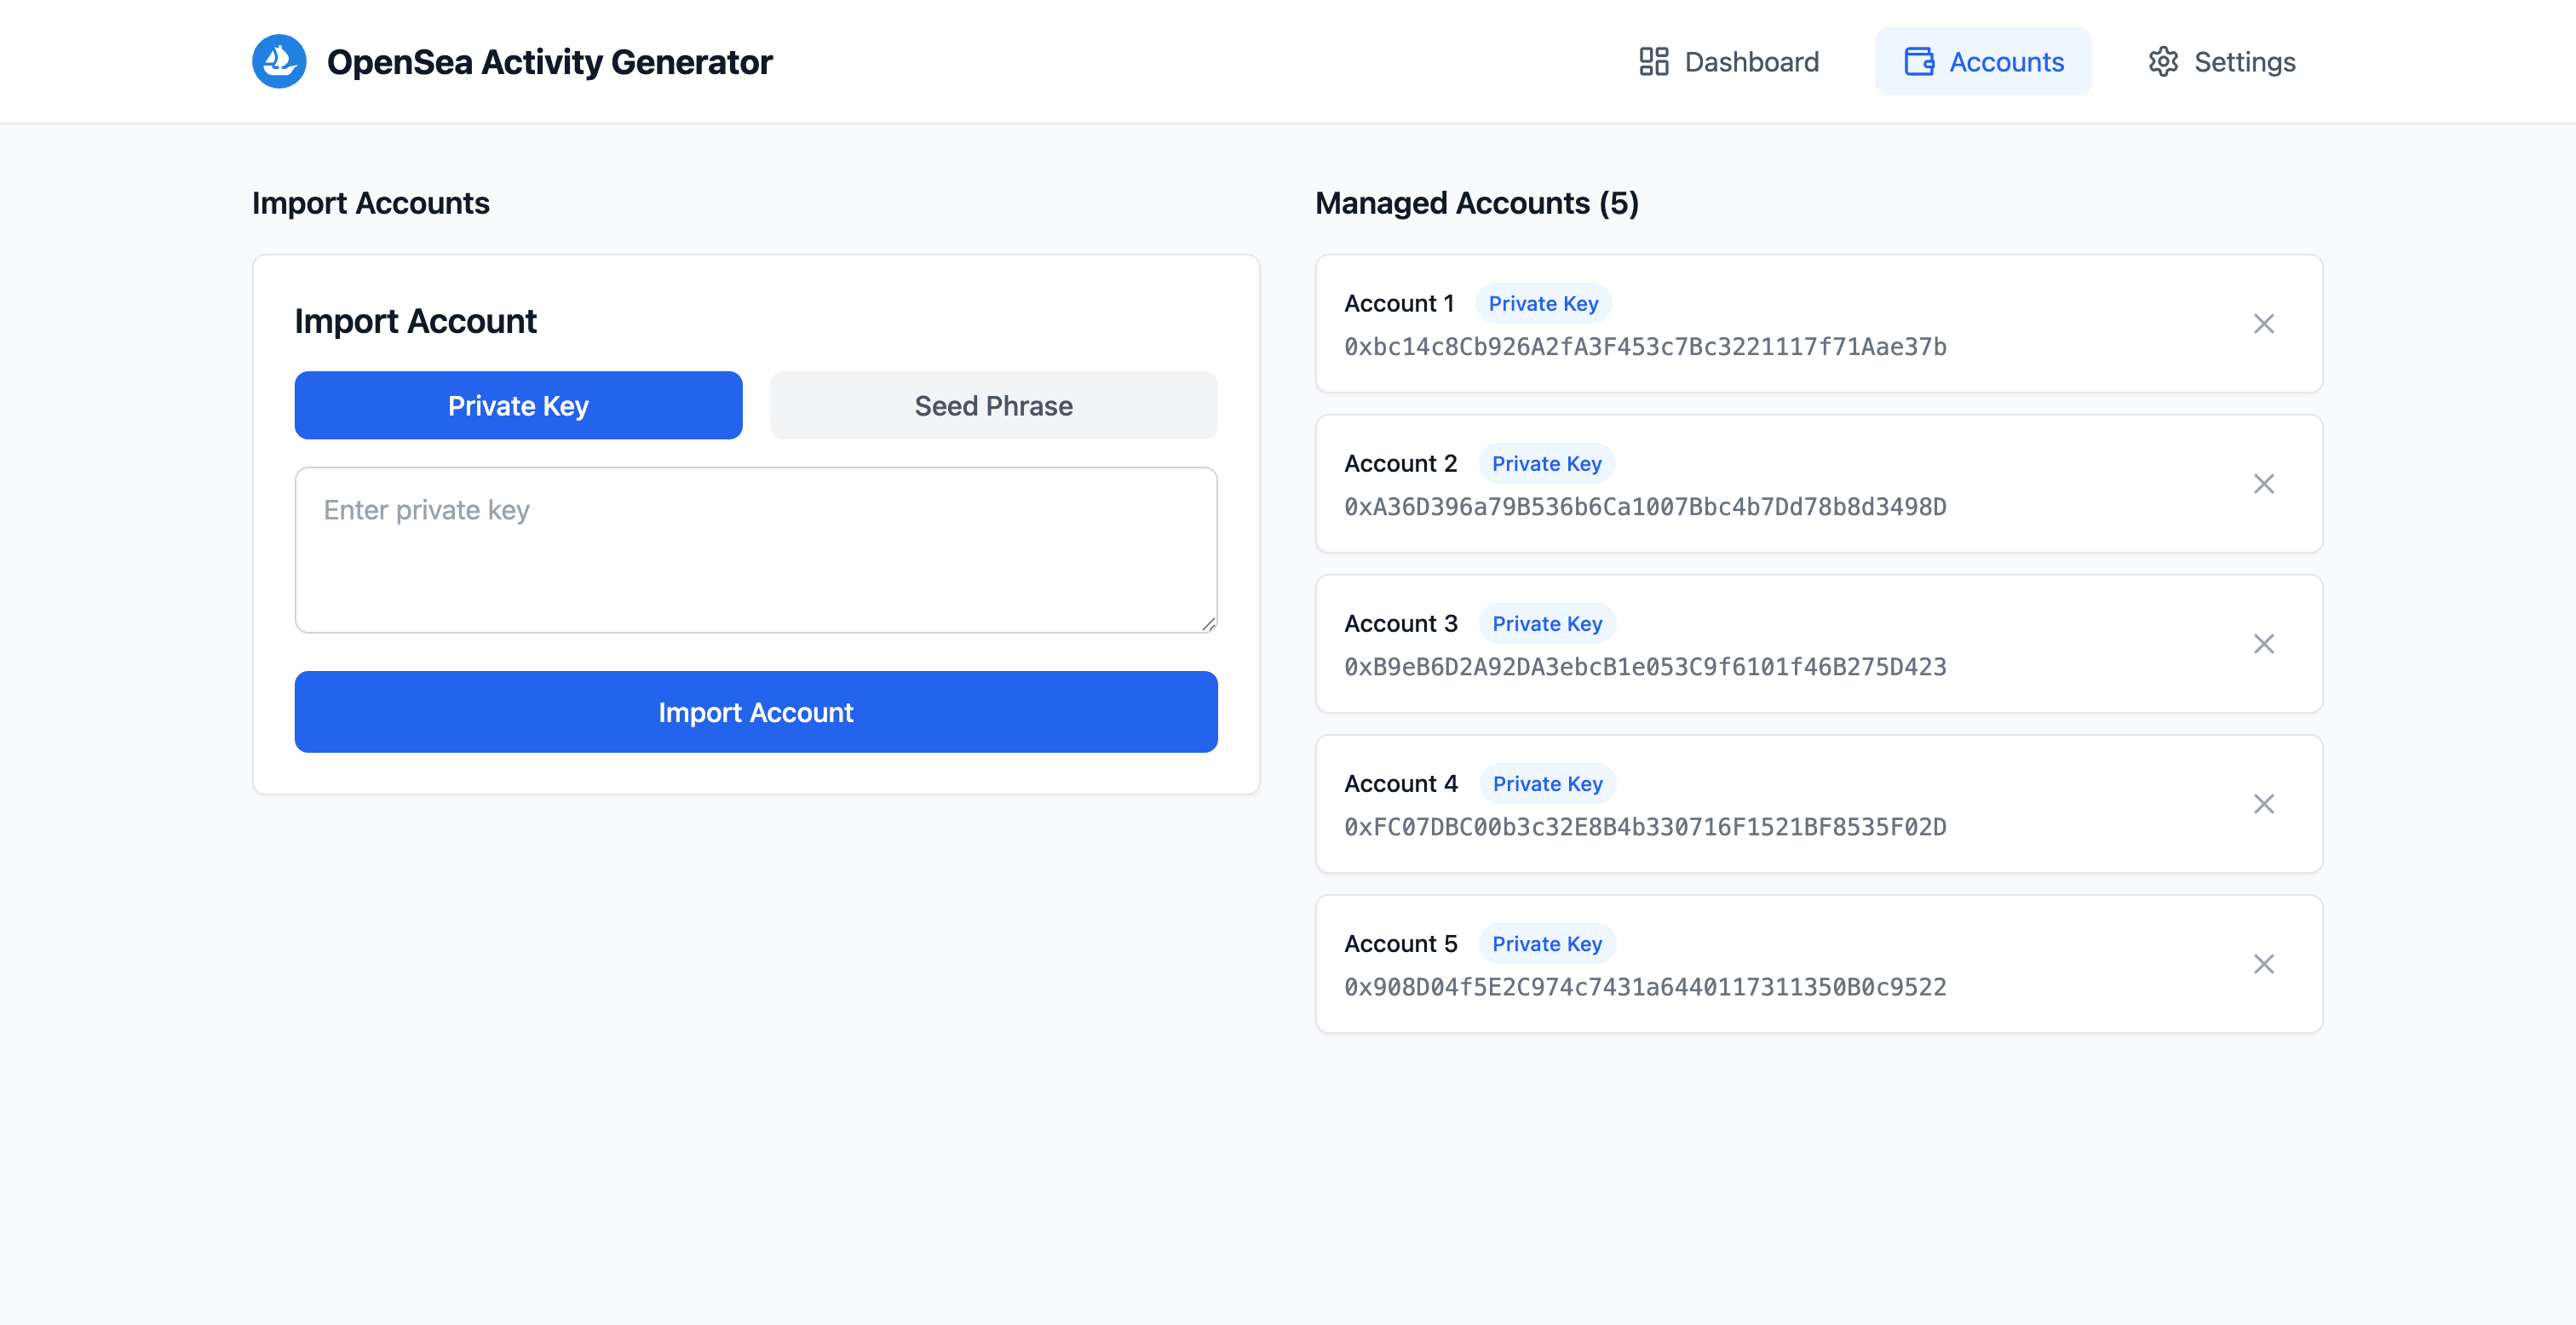 OpenSea Activity Generator
Dashboard
Accounts
Settings
Import Accounts
Import Account
Private Key
Seed Phrase
Enter private key
Import Account
Managed Accounts (5)
Account 1 Private Key
0xbc14c8Cb926A2fA3F453c7Bc3221117f71Aae37b
Account 2 Private Key
0xA36D396a79B536b6Ca1007Bbc4b7Dd78b8d3498D
Account 3 Private Key
0xB9eB6D2A92DA3ebcB1e053C9f6101f46B275D423
Account 4 Private Key
0xFC07DBC00b3c32E8B4b330716F1521BF8535F02D
Account 5 Private Key
0x908D04f5E2C974c7431a6440117311350B0c9522